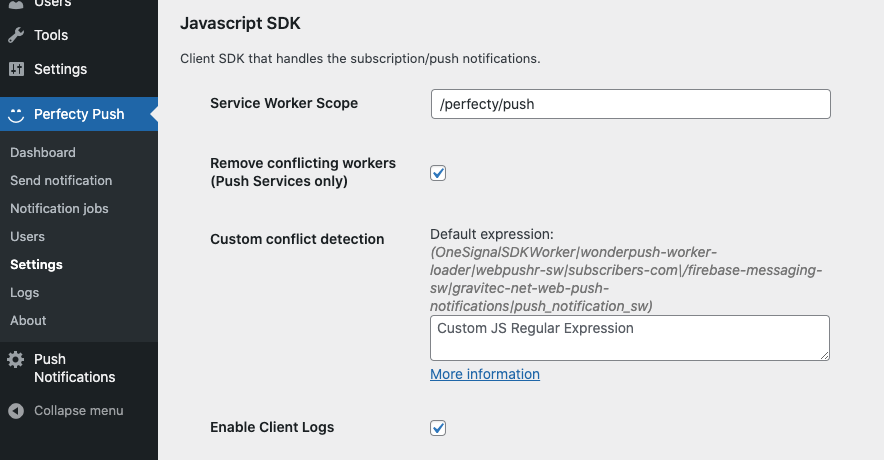 Users
Tools
Settings
Perfecty Push
Dashboard
Send notification
Notification jobs
Users
Settings
Logs
About
Push
Notifications
Collapse menu
Javascript SDK
Client SDK that handles the subscription/push notifications.
Service Worker Scope
/perfecty/push
Remove conflicting workers
(Push Services only)
Custom conflict detection
Default expression:
(OneSignalSDKWorker|wonderpush-worker-
loader|webpushr-sw|subscribers-com\/firebase-messaging-
sw|gravitec-net-web-push-
notifications|push_notification_sw)
Custom JS Regular Expression
More information
Enable Client Logs